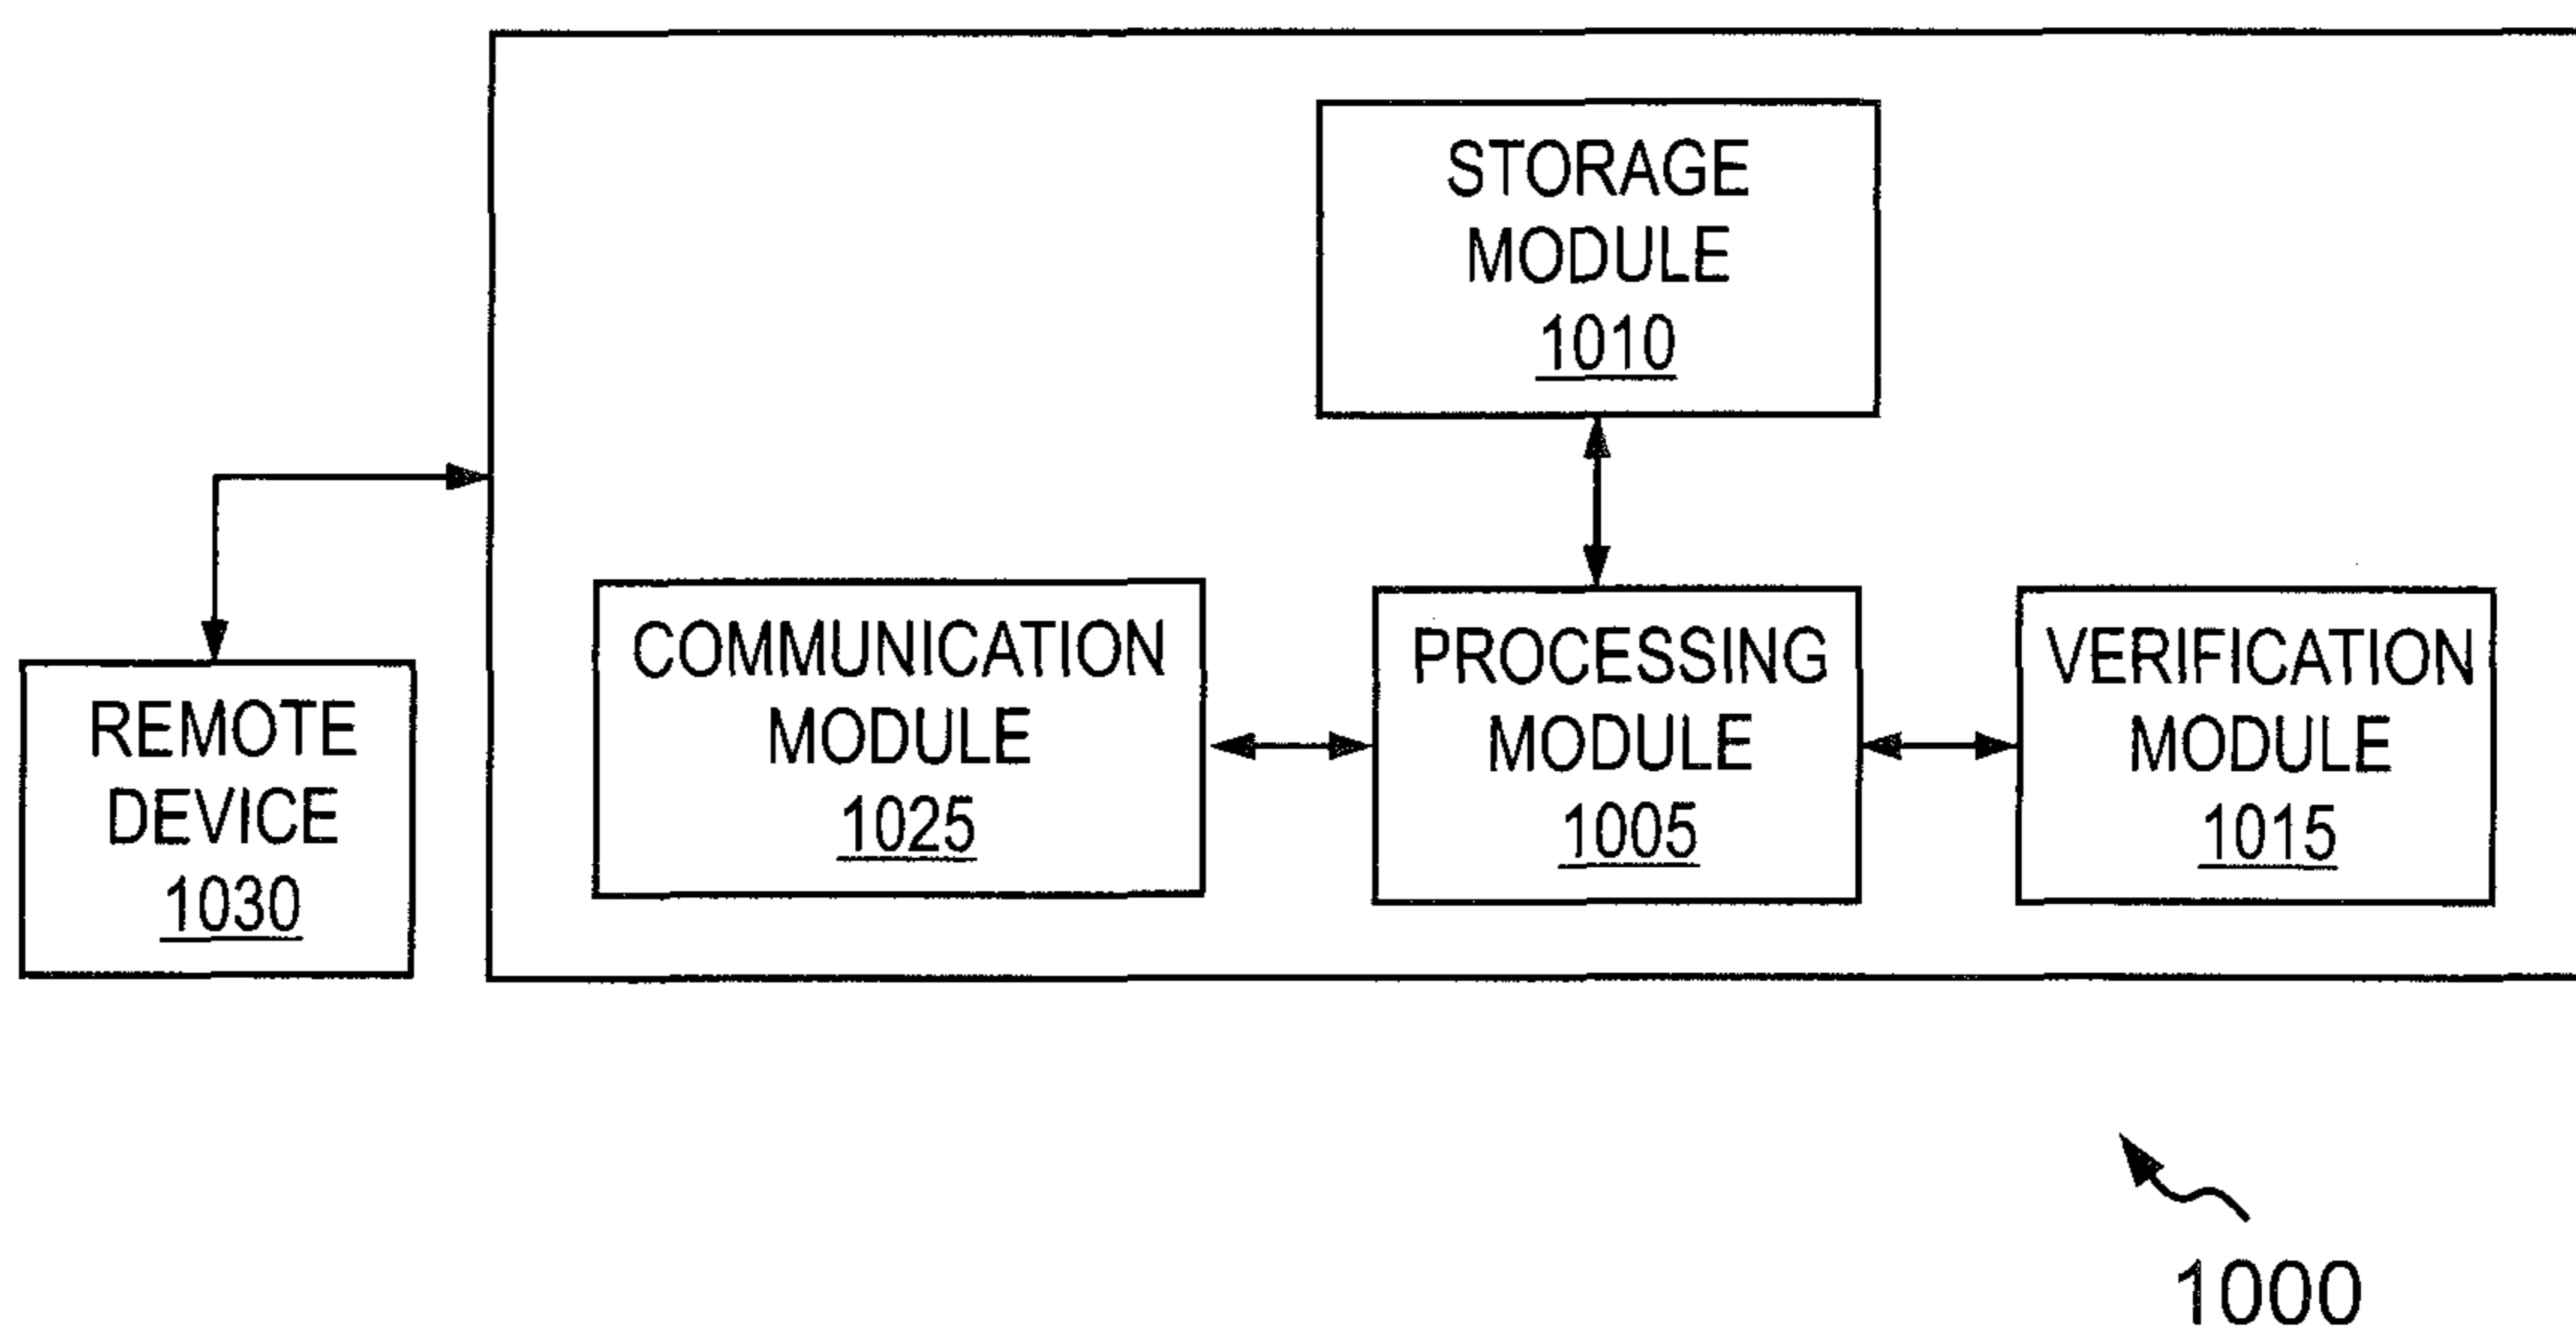 STORAGE
MODULE
1010
COMMUNICATION
MODULE
1025
PROCESSING
MODULE
1005
VERIFICATION
MODULE
1015
REMOTE
DEVICE
1030
1000